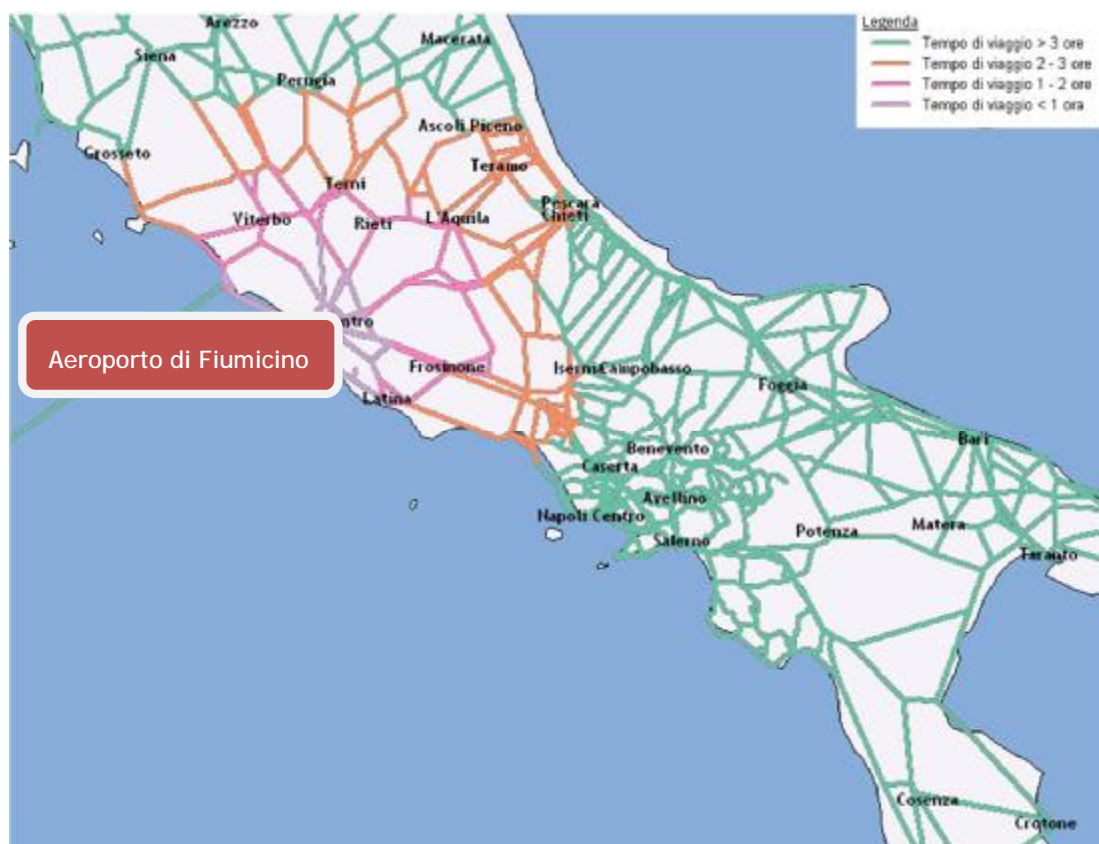 Legenda
Tempo di viaggio > 3 ore
Tempo di viaggio 2 - 3 ore
Tempo di viaggio 1 - 2 ore
Tempo di viaggio < 1 ora
Arezzo
Macerata
Siena
Perugia
Ascoli Piceno
Grosseto
Teramo
Terni
Pescara
Viterbo
Rieti
L'Aquila
Chieti
ntro
Aeroporto di Fiumicino
Frosinone
Isernia
Campobasso
Latina
Foggia
Bari
Benevento
Caserta
Avellino
Napoli Centro
Salerno
Potenza
Matera
Taranto
Cosenza
Crotone